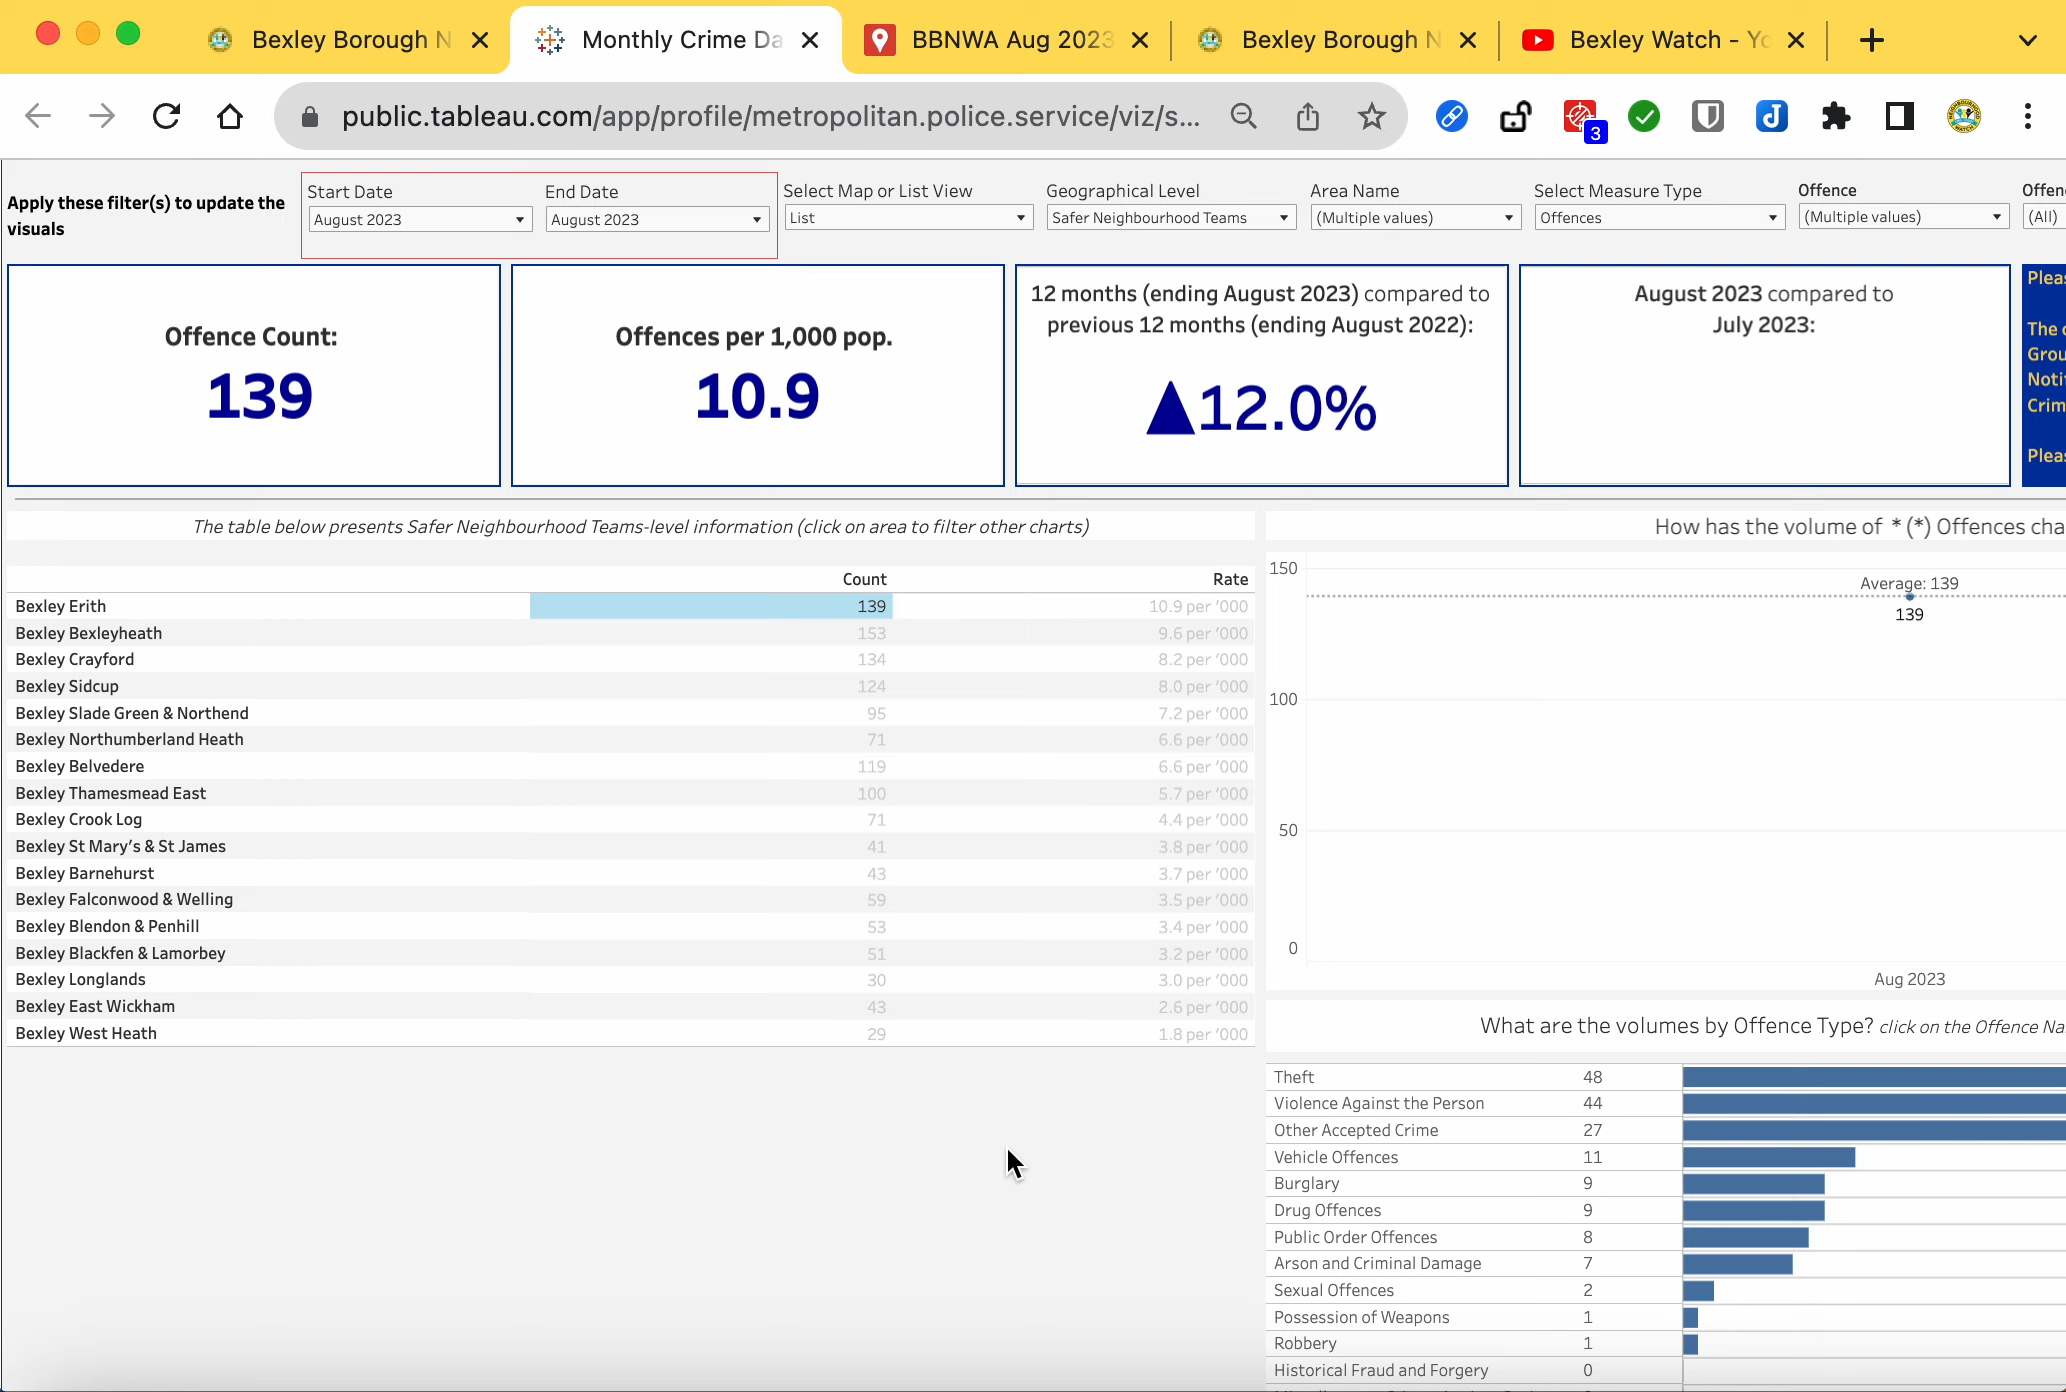 Bexley Borough N
Monthly Crime Da
BBNWA Aug 2023
Bexley Borough N
Bexley Watch - Yo
public.tableau.com/app/profile/metropolitan.police.service/viz/s...
3
Apply these filter(s) to update the
visuals
Start Date
August 2023
End Date
August 2023
Select Map or List View
List
Geographical Level
Safer Neighbourhood Teams
Area Name
(Multiple values)
Select Measure Type
Offences
Offence
(Multiple values)
Offen
(All)
Offence Count:
139
Offences per 1,000 pop.
10.9
12 months (ending August 2023) compared to
previous 12 months (ending August 2022):
▲12.0%
August 2023 compared to
July 2023:
Pleas
The
Grou
Noti
Crim
Pleas
The table below presents Safer Neighbourhood Teams-level information (click on area to filter other charts)
Count Rate
Bexley Erith 139 10.9 per '000
Bexley Bexleyheath 153 9.6 per '000
Bexley Crayford 134 8.2 per '000
Bexley Sidcup 124 8.0 per '000
Bexley Slade Green & Northend 95 7.2 per '000
Bexley Northumberland Heath 71 6.6 per '000
Bexley Belvedere 119 6.6 per '000
Bexley Thamesmead East 100 5.7 per '000
Bexley Crook Log 71 4.4 per '000
Bexley St Mary's & St James 41 3.8 per '000
Bexley Barnehurst 43 3.7 per '000
Bexley Falconwood & Welling 59 3.5 per '000
Bexley Blendon & Penhill 53 3.4 per '000
Bexley Blackfen & Lamorbey 51 3.2 per '000
Bexley Longlands 30 3.0 per '000
Bexley East Wickham 43 2.6 per '000
Bexley West Heath 29 1.8 per '000
How has the volume of * (*) Offences cha
150
Average: 139
139
100
50
0
Aug 2023
What are the volumes by Offence Type? click on the Offence Na
Theft 48
Violence Against the Person 44
Other Accepted Crime 27
Vehicle Offences 11
Burglary 9
Drug Offences 9
Public Order Offences 8
Arson and Criminal Damage 7
Sexual Offences 2
Possession of Weapons 1
Robbery 1
Historical Fraud and Forgery 0